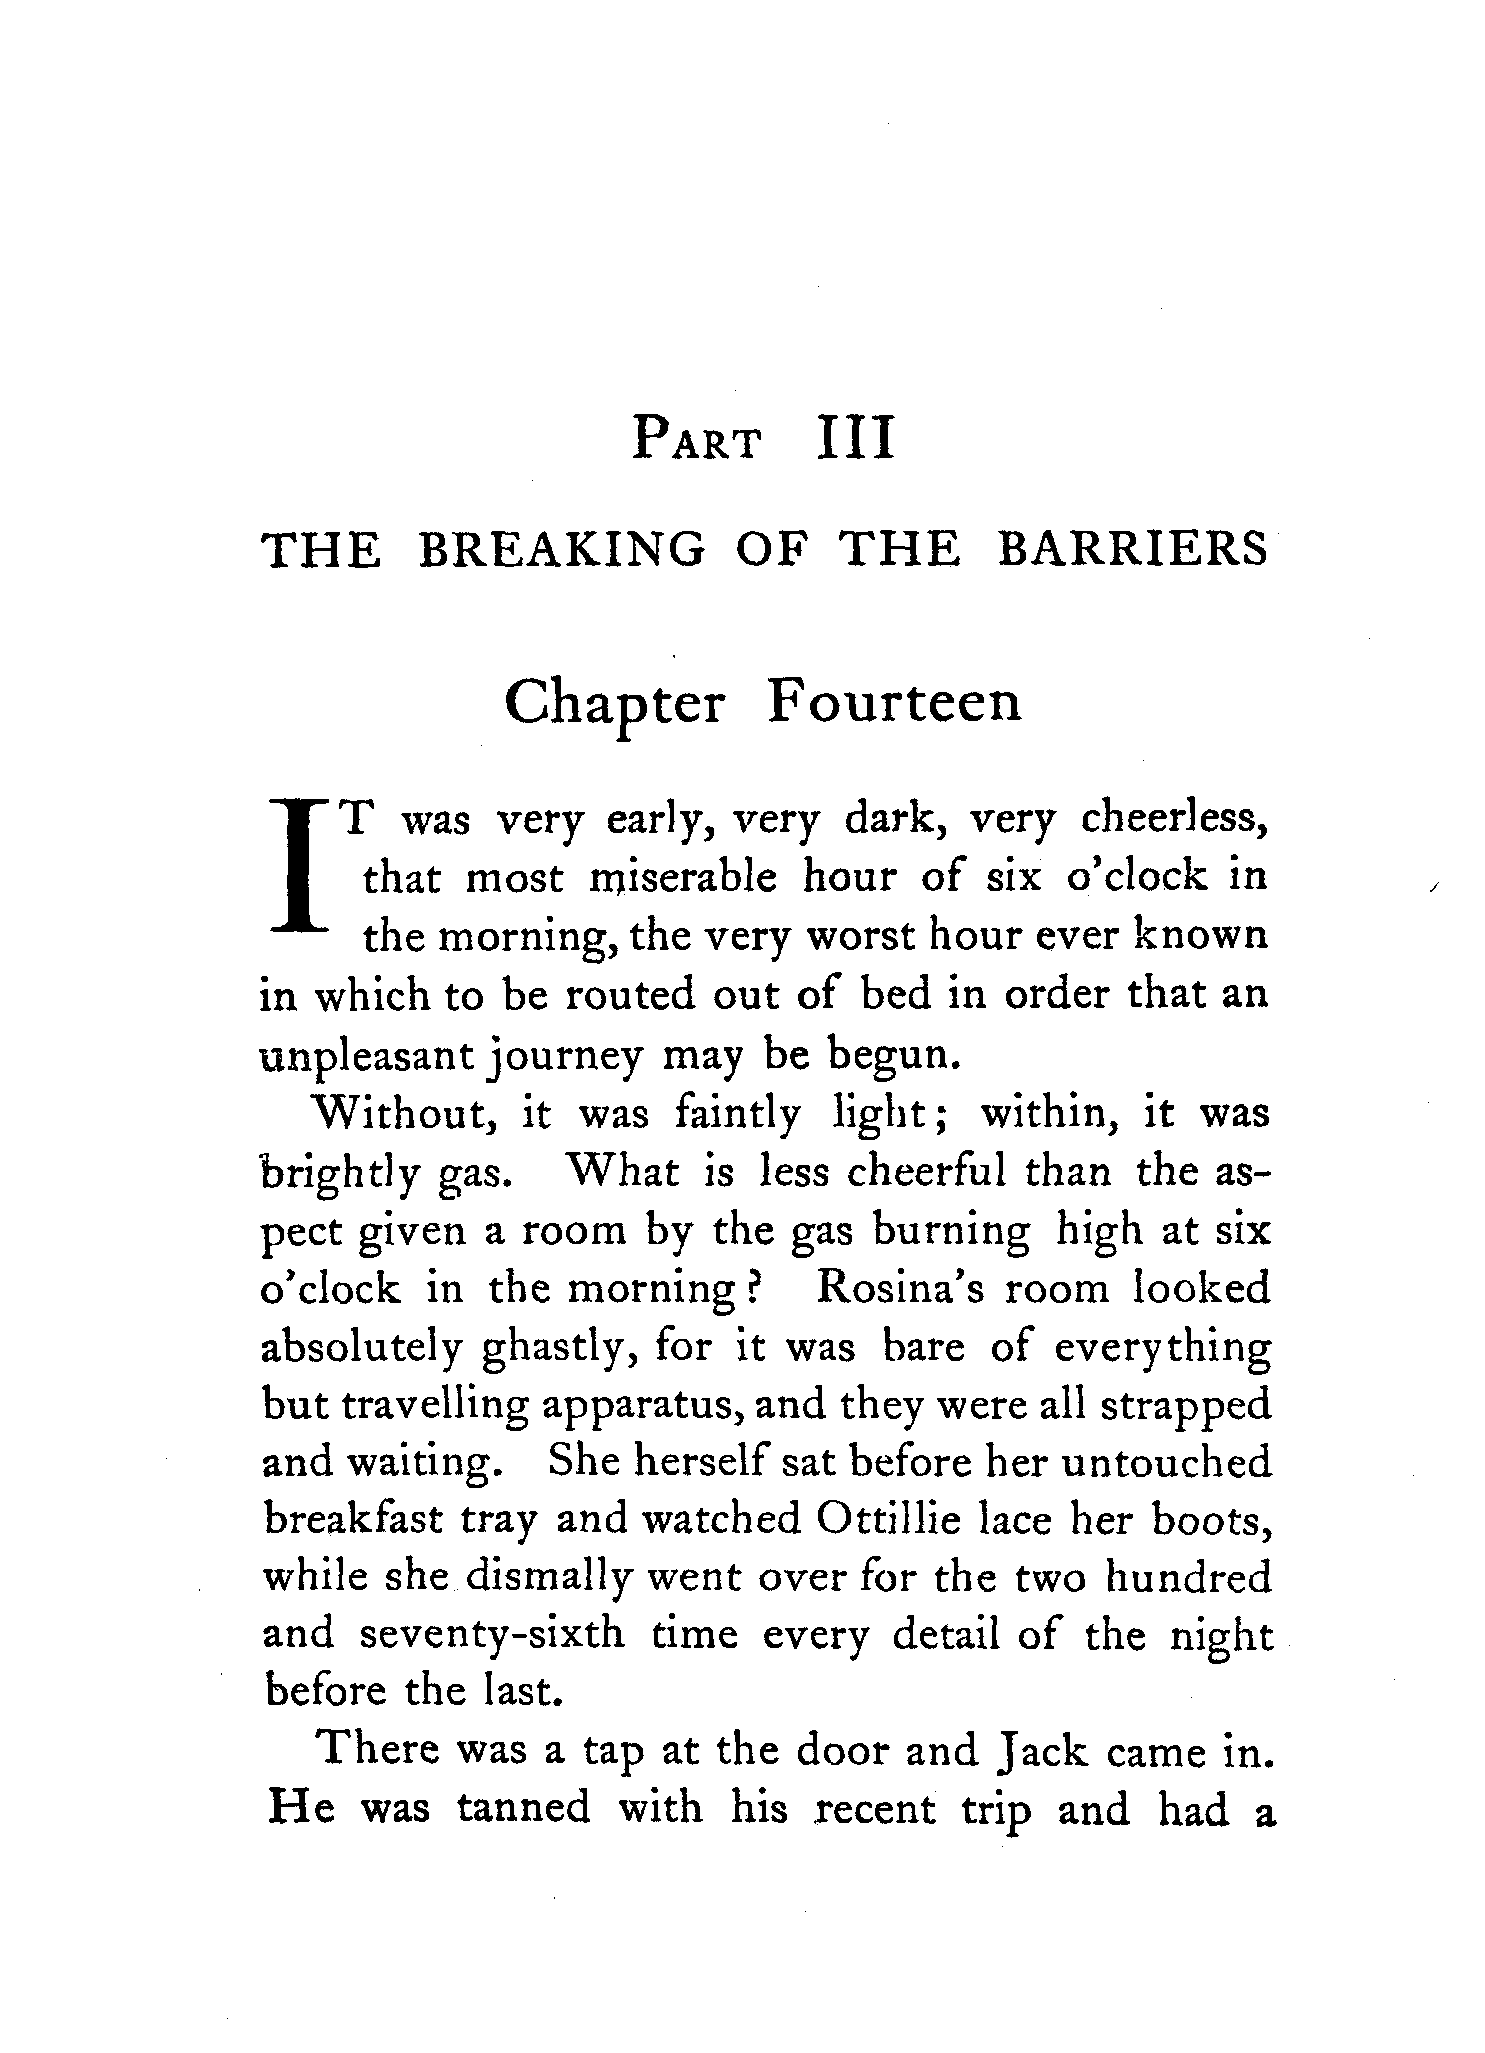 PART III
THE BREAKING OF THE BARRIERS
Chapter Fourteen
IT was very early, very dark, very cheerless,
that most miserable hour of six o'clock in
the morning, the very worst hour ever known
in which to be routed out of bed in order that an
unpleasant journey may be begun.
Without, it was faintly light; within, it was
brightly gas. What is less cheerful than the as-
pect given a room by the gas burning high at six
o'clock in the morning? Rosina's room looked
absolutely ghastly, for it was bare of everything
but travelling apparatus, and they were all strapped
and waiting. She herself sat before her untouched
breakfast tray and watched Ottillie lace her boots,
while she dismally went over for the two hundred
and seventy-sixth time every detail of the night
before the last.
There was a tap at the door and Jack came in.
He was tanned with his recent trip and had a